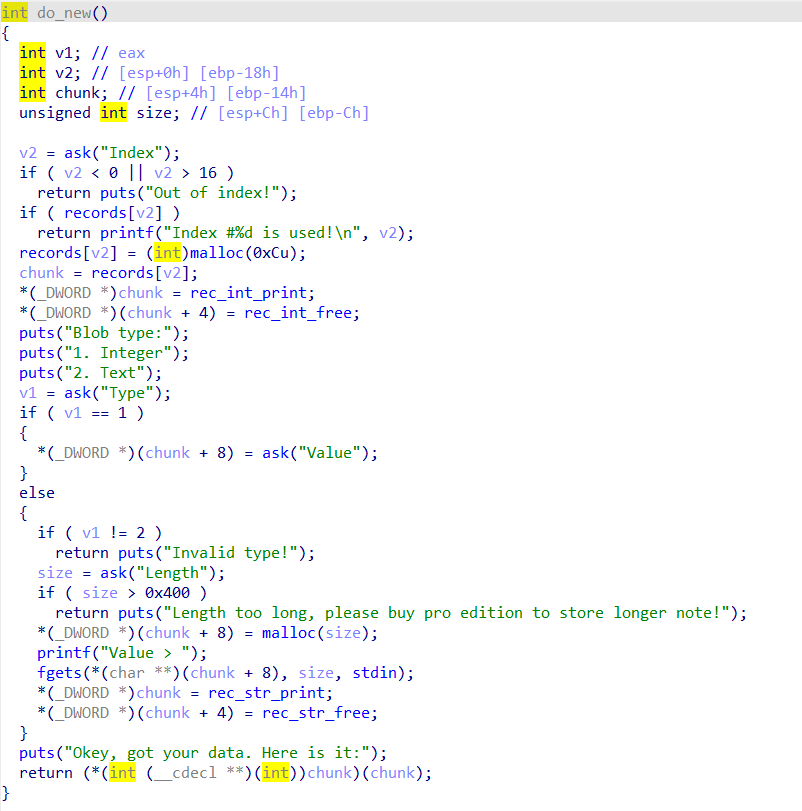 int do_new()
{
  int v1; // eax
  int v2; // [esp+0h] [ebp-18h]
  int chunk; // [esp+4h] [ebp-14h]
  unsigned int size; // [esp+Ch] [ebp-Ch]

  v2 = ask("Index");
  if ( v2 < 0 || v2 > 16 )
    return puts("Out of index!");
  if ( records[v2] )
    return printf("Index #%d is used!\n", v2);
  records[v2] = (int)malloc(0xCu);
  chunk = records[v2];
  *(_DWORD *)chunk = rec_int_print;
  *(_DWORD *)(chunk + 4) = rec_int_free;
  puts("Blob type:");
  puts("1. Integer");
  puts("2. Text");
  v1 = ask("Type");
  if ( v1 == 1 )
  {
    *(_DWORD *)(chunk + 8) = ask("Value");
  }
  else
  {
    if ( v1 != 2 )
      return puts("Invalid type!");
    size = ask("Length");
    if ( size > 0x400 )
      return puts("Length too long, please buy pro edition to store longer note!");
    *(_DWORD *)(chunk + 8) = malloc(size);
    printf("Value > ");
    fgets(*(char **)(chunk + 8), size, stdin);
    *(_DWORD *)chunk = rec_str_print;
    *(_DWORD *)(chunk + 4) = rec_str_free;
  }
  puts("Okey, got your data. Here is it:");
  return (*(int (__cdecl **)(int))chunk)(chunk);
}